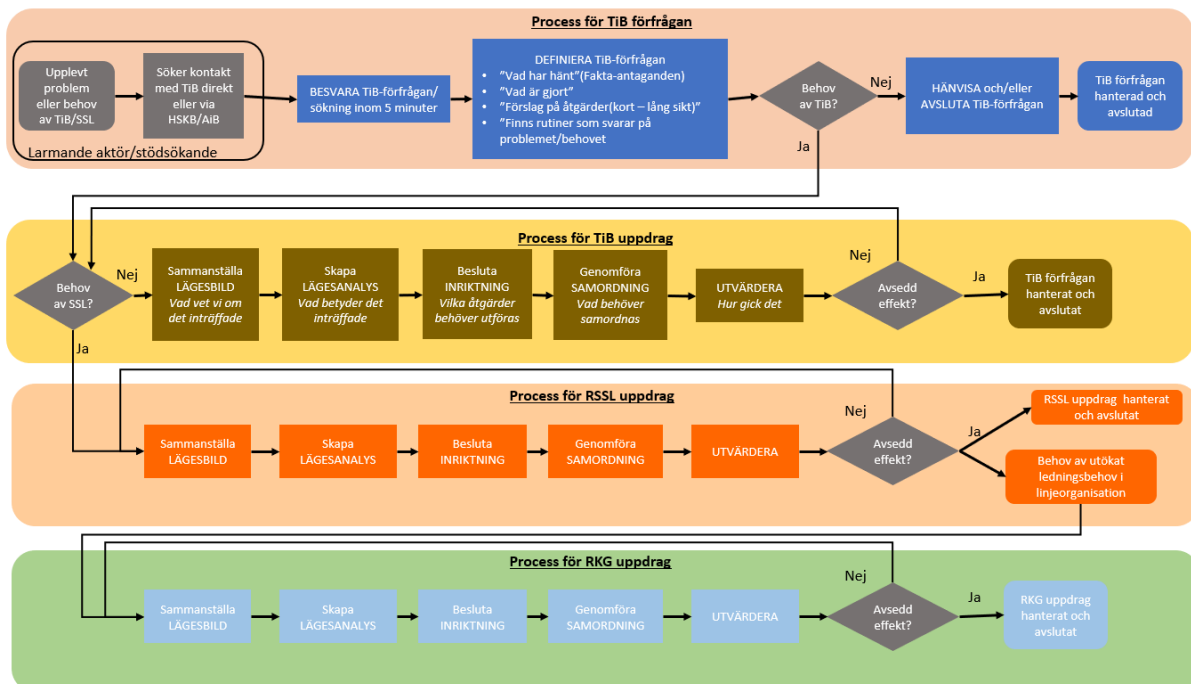 Process för TiB förfrågan
Upplevt
problem
eller behov
av TiB/SSL
Söker kontakt
med TiB direkt
eller via
HSKB/AiB
Larmande aktör/stödsökande
BESVARA TiB-förfrågan/
sökning inom 5 minuter
DEFINIERA TiB-förfrågan
• ”Vad har hänt”(Fakta-antaganden)
• ”Vad är gjort”
• ”Förslag på åtgärder(kort – lång sikt)”
• ”Finns rutiner som svarar på
problemet/behovet
Behov
av TiB?
Nej
Ja
HÄNVISA och/eller
AVSLUTA TiB-förfrågan
TiB förfrågan
hanterad och
avslutad
Process för TiB uppdrag
Behov
av SSL?
Nej
Ja
Sammanställa
LÄGESBILD
Vad vet vi om
det inträffade
Skapa
LÄGESANALYS
Vad betyder det
inträffade
Besluta
INRIKTNING
Vilka åtgärder
behöver utföras
Genomföra
SAMORDNING
Vad behöver
samordnas
UTVÄRDERA
Hur gick det
Avsedd
effekt?
Nej
Ja
TiB förfrågan
hanterat och
avslutat
Process för RSSL uppdrag
Sammanställa
LÄGESBILD
Skapa
LÄGESANALYS
Besluta
INRIKTNING
Genomföra
SAMORDNING
UTVÄRDERA
Avsedd
effekt?
Nej
Ja
RSSL uppdrag hanterat
och avslutat
Behov av utökat
ledningsbehov i
linjeorganisation
Process för RKG uppdrag
Sammanställa
LÄGESBILD
Skapa
LÄGESANALYS
Besluta
INRIKTNING
Genomföra
SAMORDNING
UTVÄRDERA
Avsedd
effekt?
Nej
Ja
RKG uppdrag
hanterat och
avslutat